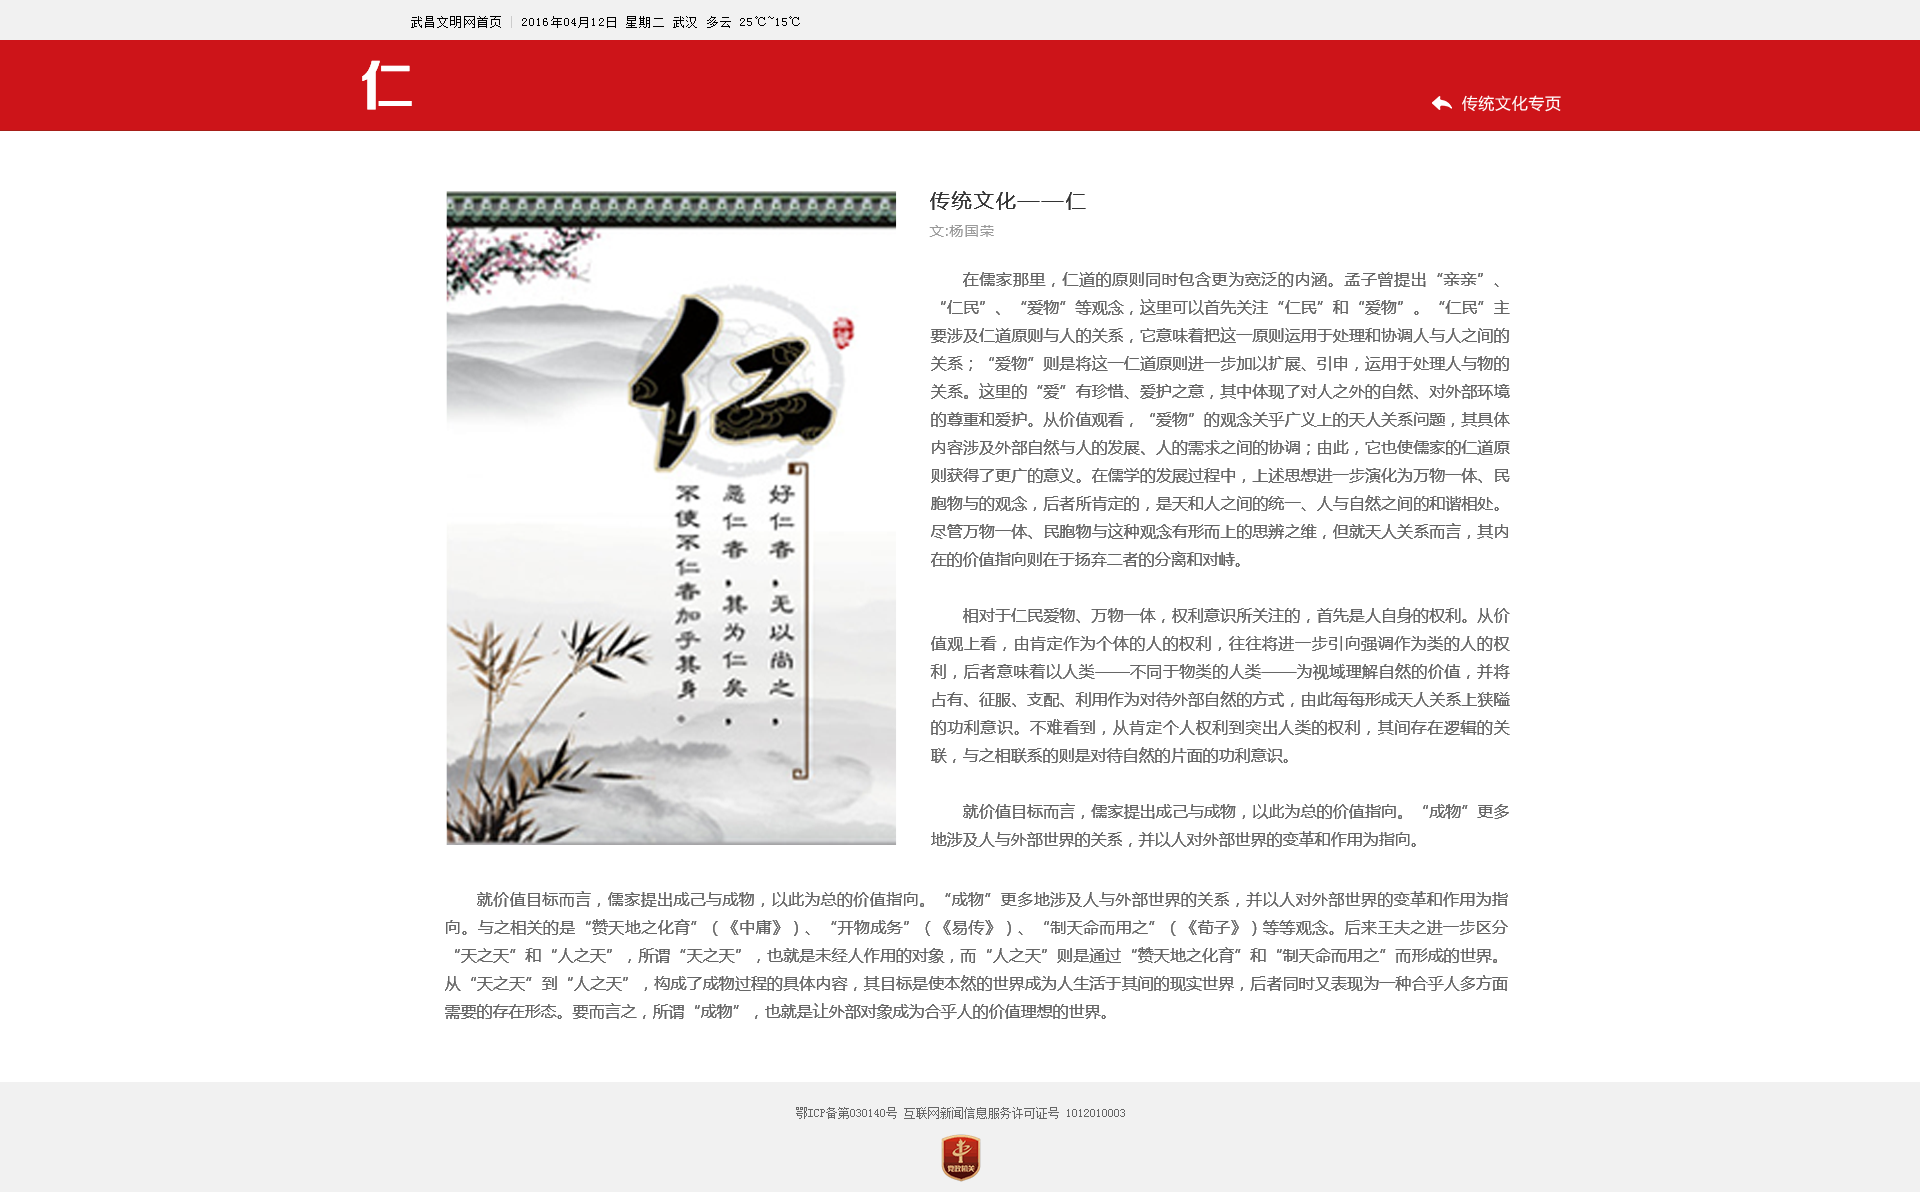 武昌文明网首页 | 2016年04月12日 星期二 武汉 多云 25℃~15℃
仁
传统文化专页
仁
好仁者，无以尚之，
恶仁者，其为仁矣，
不使不仁者加乎其身。
传统文化——仁
文:杨国荣
在儒家那里，仁道的原则同时包含更为宽泛的内涵。孟子曾提出“亲亲”、
“仁民”、“爱物”等观念，这里可以首先关注“仁民”和“爱物”。“仁民”主
要涉及仁道原则与人的关系，它意味着把这一原则运用于处理和协调人与人之间的
关系；“爱物”则是将这一仁道原则进一步加以扩展、引申，运用于处理人与物的
关系。这里的“爱”有珍惜、爱护之意，其中体现了对人之外的自然、对外部环境
的尊重和爱护。从价值观看，“爱物”的观念关乎广义上的天人关系问题，其具体
内容涉及外部自然与人的发展、人的需求之间的协调；由此，它也使儒家的仁道原
则获得了更广的意义。在儒学的发展过程中，上述思想进一步演化为万物一体、民
胞物与的观念，后者所肯定的，是天和人之间的统一、人与自然之间的和谐相处。
尽管万物一体、民胞物与这种观念有形而上的思辨之维，但就天人关系而言，其内
在的价值指向则在于扬弃二者的分离和对峙。
相对于仁民爱物、万物一体，权利意识所关注的，首先是人自身的权利。从价
值观上看，由肯定作为个体的人的权利，往往将进一步引向强调作为类的人的权
利，后者意味着以人类——不同于物类的人类——为视域理解自然的价值，并将
占有、征服、支配、利用作为对待外部自然的方式，由此每每形成天人关系上狭隘
的功利意识。不难看到，从肯定个人权利到突出人类的权利，其间存在逻辑的关
联，与之相联系的则是对待自然的片面的功利意识。
就价值目标而言，儒家提出成己与成物，以此为总的价值指向。“成物”更多
地涉及人与外部世界的关系，并以人对外部世界的变革和作用为指向。
就价值目标而言，儒家提出成己与成物，以此为总的价值指向。“成物”更多地涉及人与外部世界的关系，并以人对外部世界的变革和作用为指
向。与之相关的是“赞天地之化育”（《中庸》）、“开物成务”（《易传》）、“制天命而用之”（《荀子》）等等观念。后来王夫之进一步区分
“天之天”和“人之天”，所谓“天之天”，也就是未经人作用的对象，而“人之天”则是通过“赞天地之化育”和“制天命而用之”而形成的世界。
从“天之天”到“人之天”，构成了成物过程的具体内容，其目标是使本然的世界成为人生活于其间的现实世界，后者同时又表现为一种合乎人多方面
需要的存在形态。要而言之，所谓“成物”，也就是让外部对象成为合乎人的价值理想的世界。
鄂ICP备第030140号 互联网新闻信息服务许可证号 1012010003
党政机关